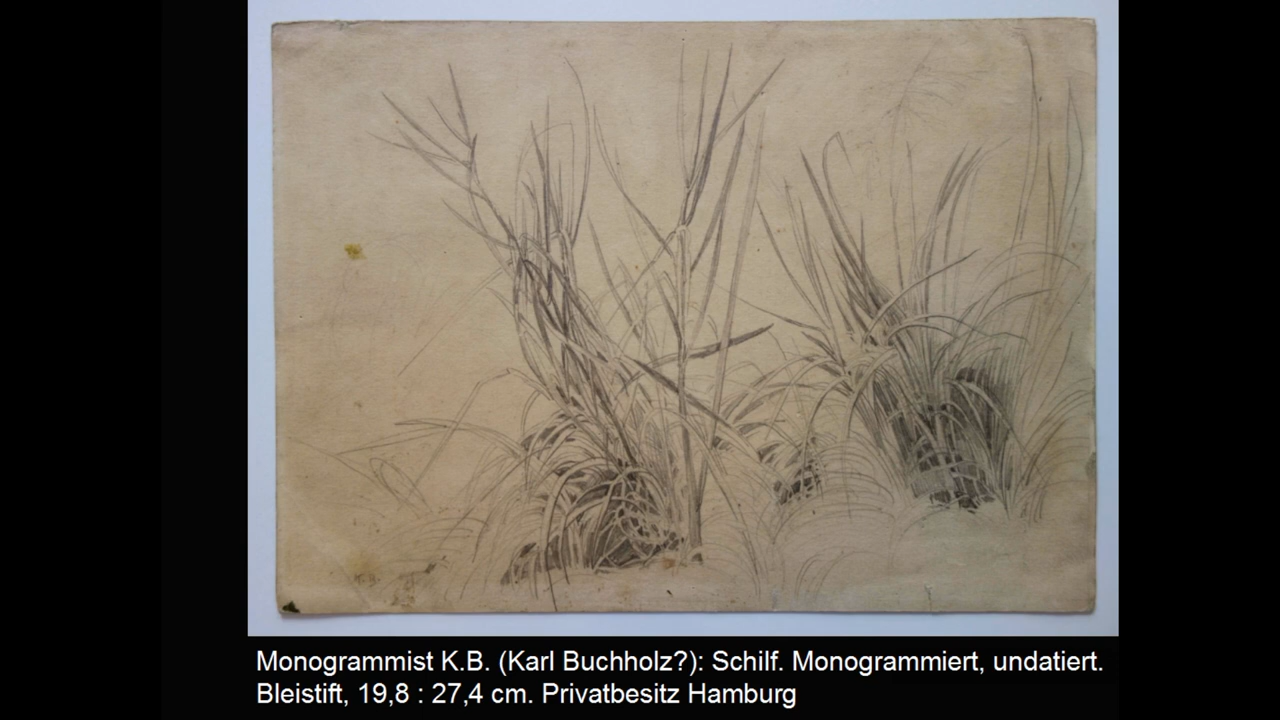 Monogrammist K.B. (Karl Buchholz?): Schilf. Monogrammiert, undatiert.
Bleistift, 19,8 : 27,4 cm. Privatbesitz Hamburg